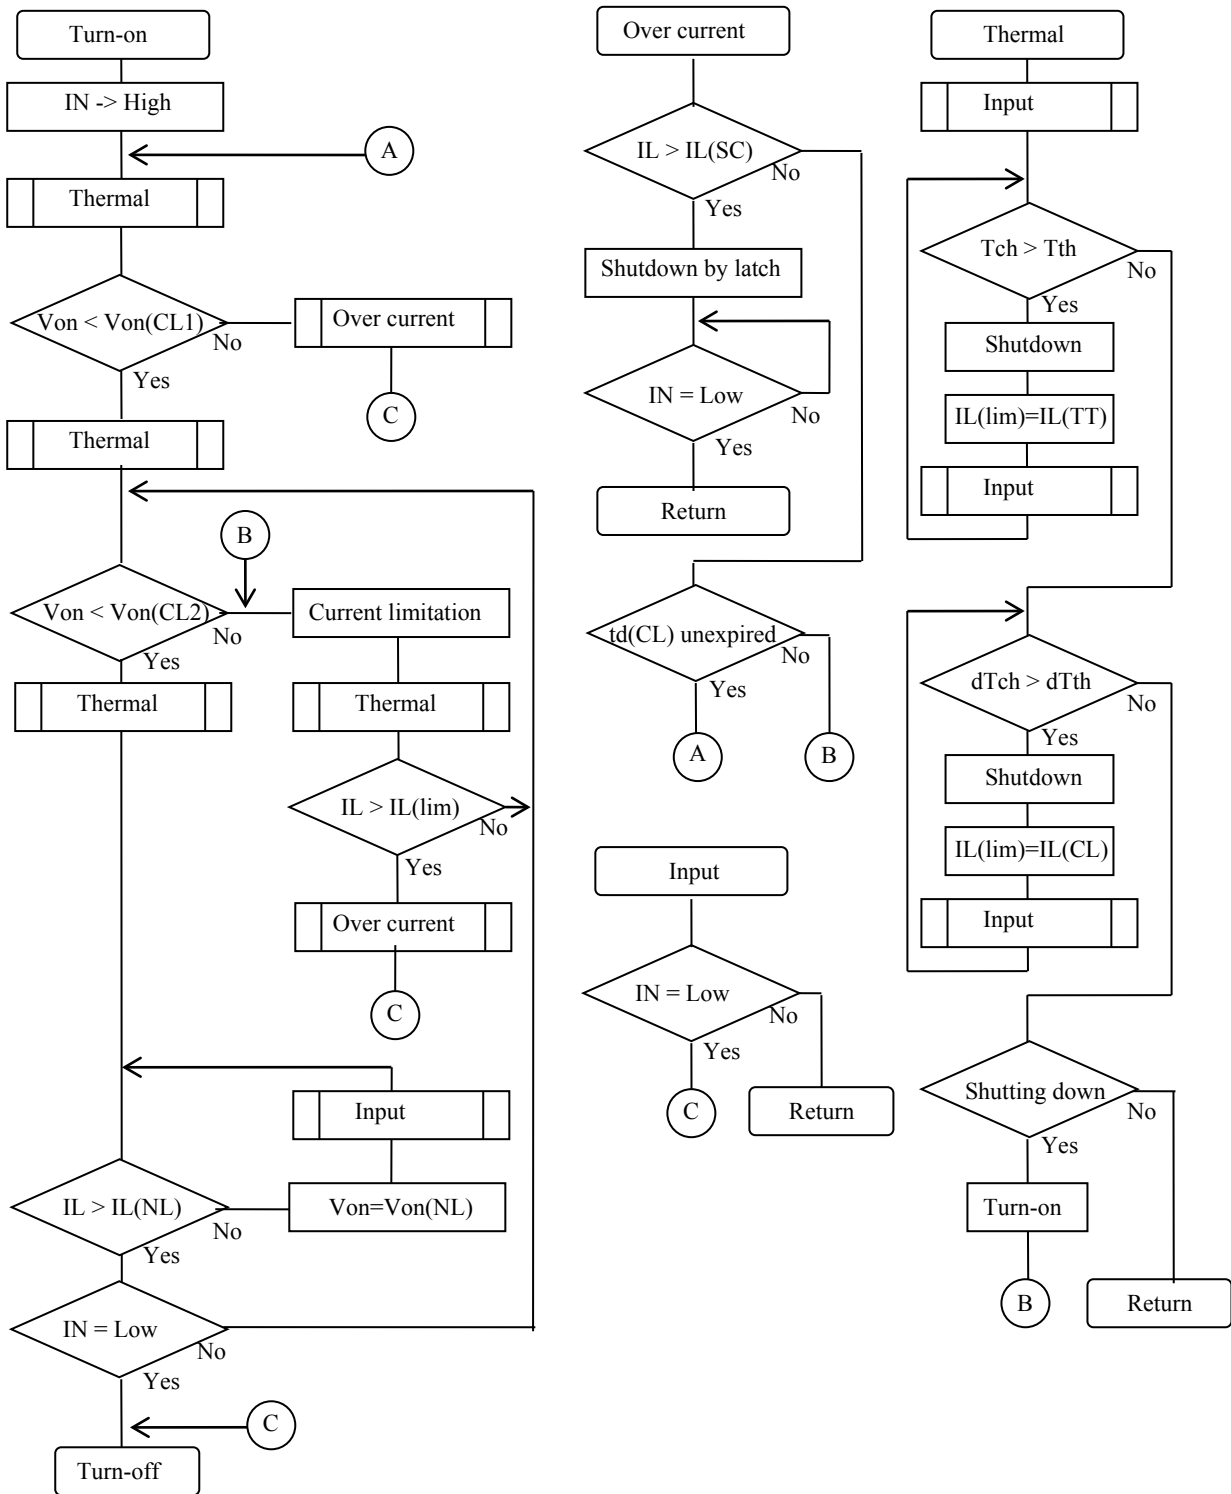 Turn-on
IN -> High
A
Thermal
Von < Von(CL1)
No
Over current
Yes
C
Thermal
B
Von < Von(CL2)
No
Current limitation
Yes
Thermal
Thermal
IL > IL(lim)
No
Yes
Over current
C
Input
IL > IL(NL)
No
Von=Von(NL)
Yes
IN = Low
No
Yes
C
Turn-off
Over current
IL > IL(SC)
No
Yes
Shutdown by latch
IN = Low
No
Yes
Return
td(CL) unexpired
No
Yes
A
B
Input
IN = Low
No
Yes
C
Return
Thermal
Input
Tch > Tth
No
Yes
Shutdown
IL(lim)=IL(TT)
Input
dTch > dTth
No
Yes
Shutdown
IL(lim)=IL(CL)
Input
Shutting down
No
Yes
Turn-on
B
Return